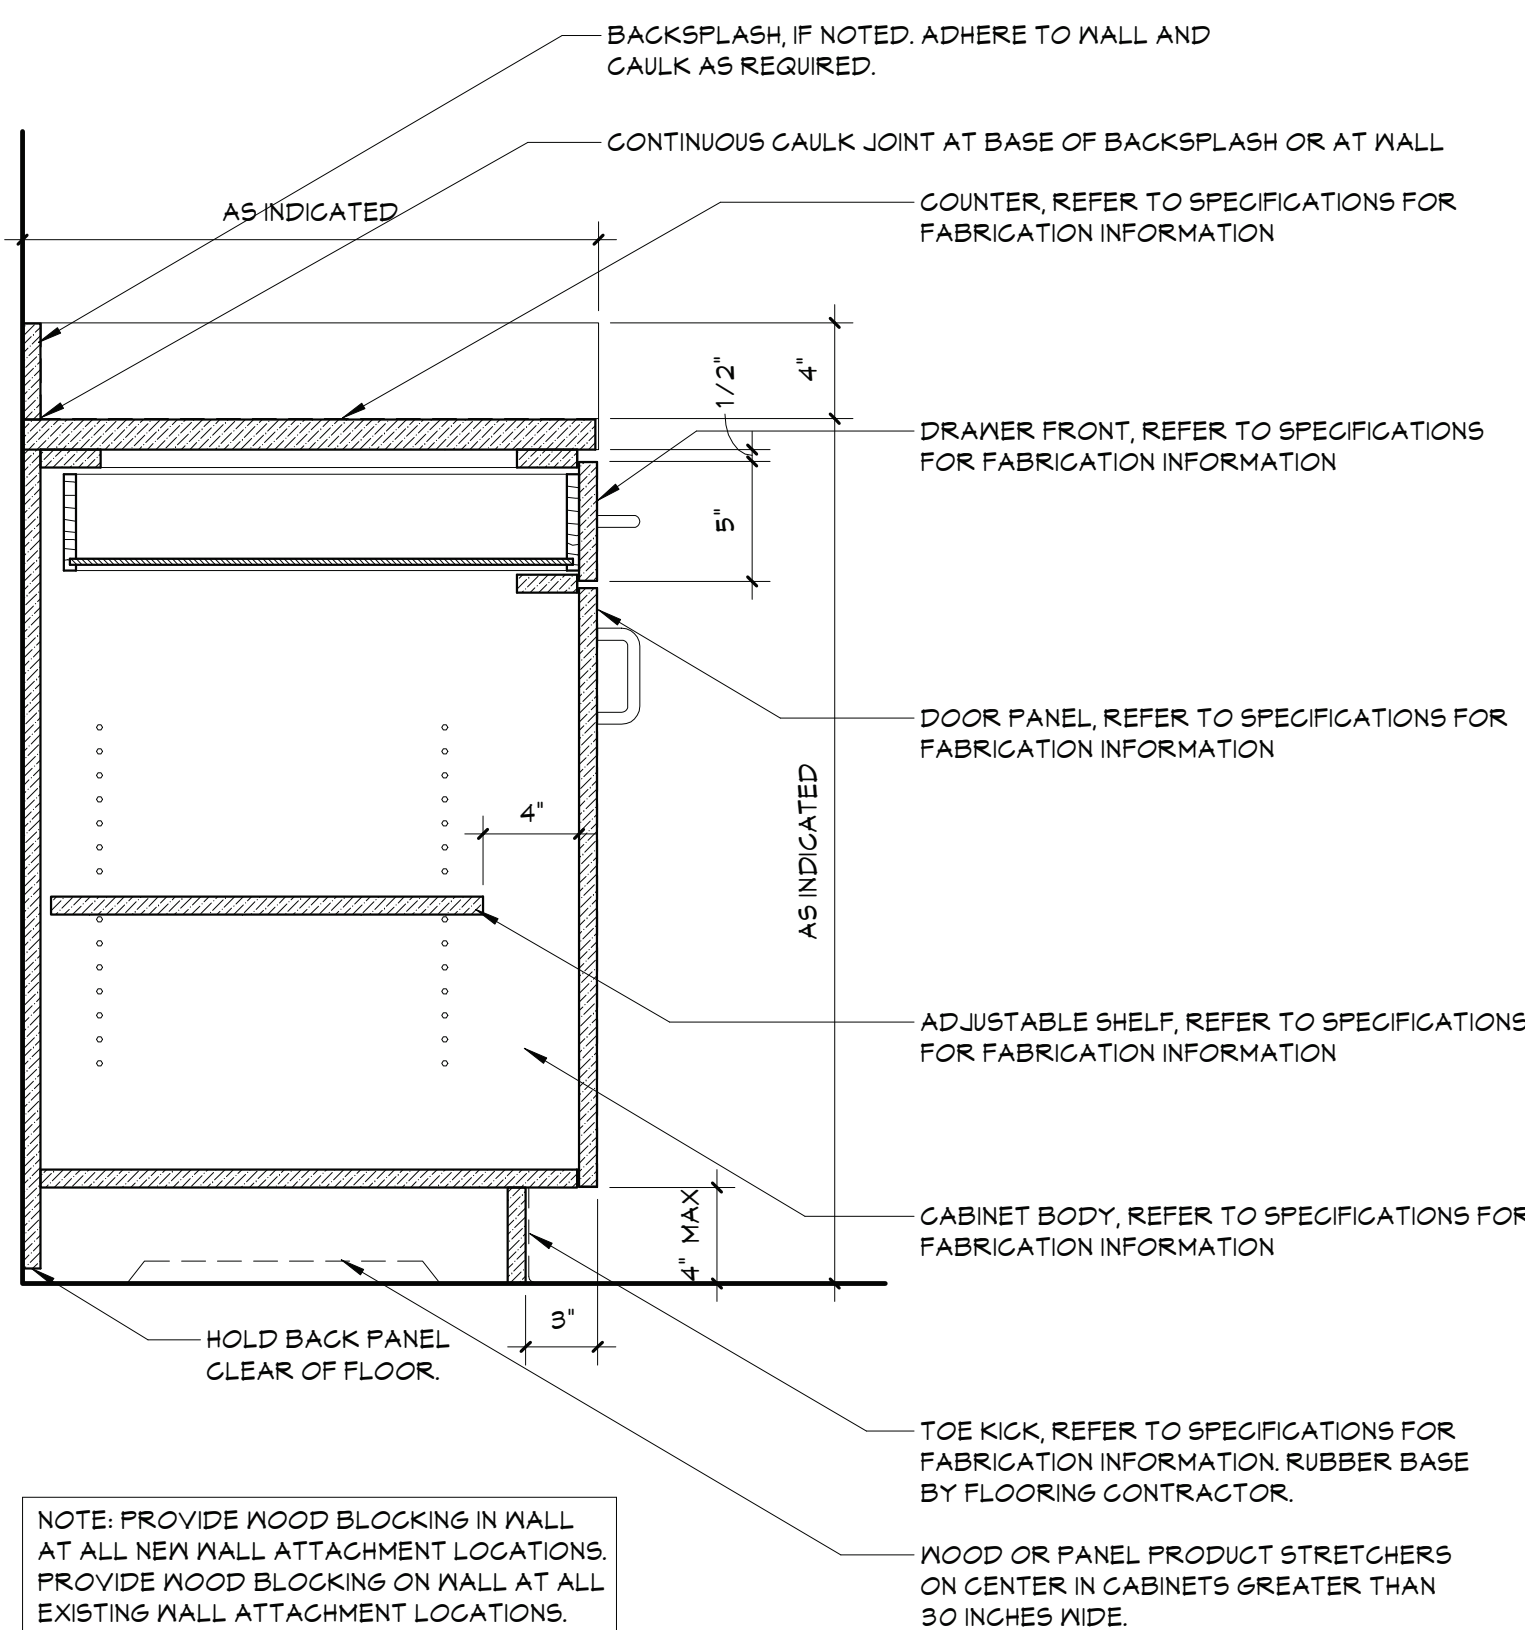 BACKSPLASH, IF NOTED. ADHERE TO WALL AND
CAULK AS REQUIRED.
CONTINUOUS CAULK JOINT AT BASE OF BACKSPLASH OR AT WALL
AS INDICATED
COUNTER, REFER TO SPECIFICATIONS FOR
FABRICATION INFORMATION
1/2"
4"
DRAWER FRONT, REFER TO SPECIFICATIONS
FOR FABRICATION INFORMATION
5"
DOOR PANEL, REFER TO SPECIFICATIONS FOR
FABRICATION INFORMATION
4"
AS INDICATED
ADJUSTABLE SHELF, REFER TO SPECIFICATIONS
FOR FABRICATION INFORMATION
4" MAX
CABINET BODY, REFER TO SPECIFICATIONS FOR
FABRICATION INFORMATION
3"
HOLD BACK PANEL
CLEAR OF FLOOR.
TOE KICK, REFER TO SPECIFICATIONS FOR
FABRICATION INFORMATION. RUBBER BASE
BY FLOORING CONTRACTOR.
NOTE: PROVIDE WOOD BLOCKING IN WALL
AT ALL NEW WALL ATTACHMENT LOCATIONS.
PROVIDE WOOD BLOCKING ON WALL AT ALL
EXISTING WALL ATTACHMENT LOCATIONS.
WOOD OR PANEL PRODUCT STRETCHERS
ON CENTER IN CABINETS GREATER THAN
30 INCHES WIDE.